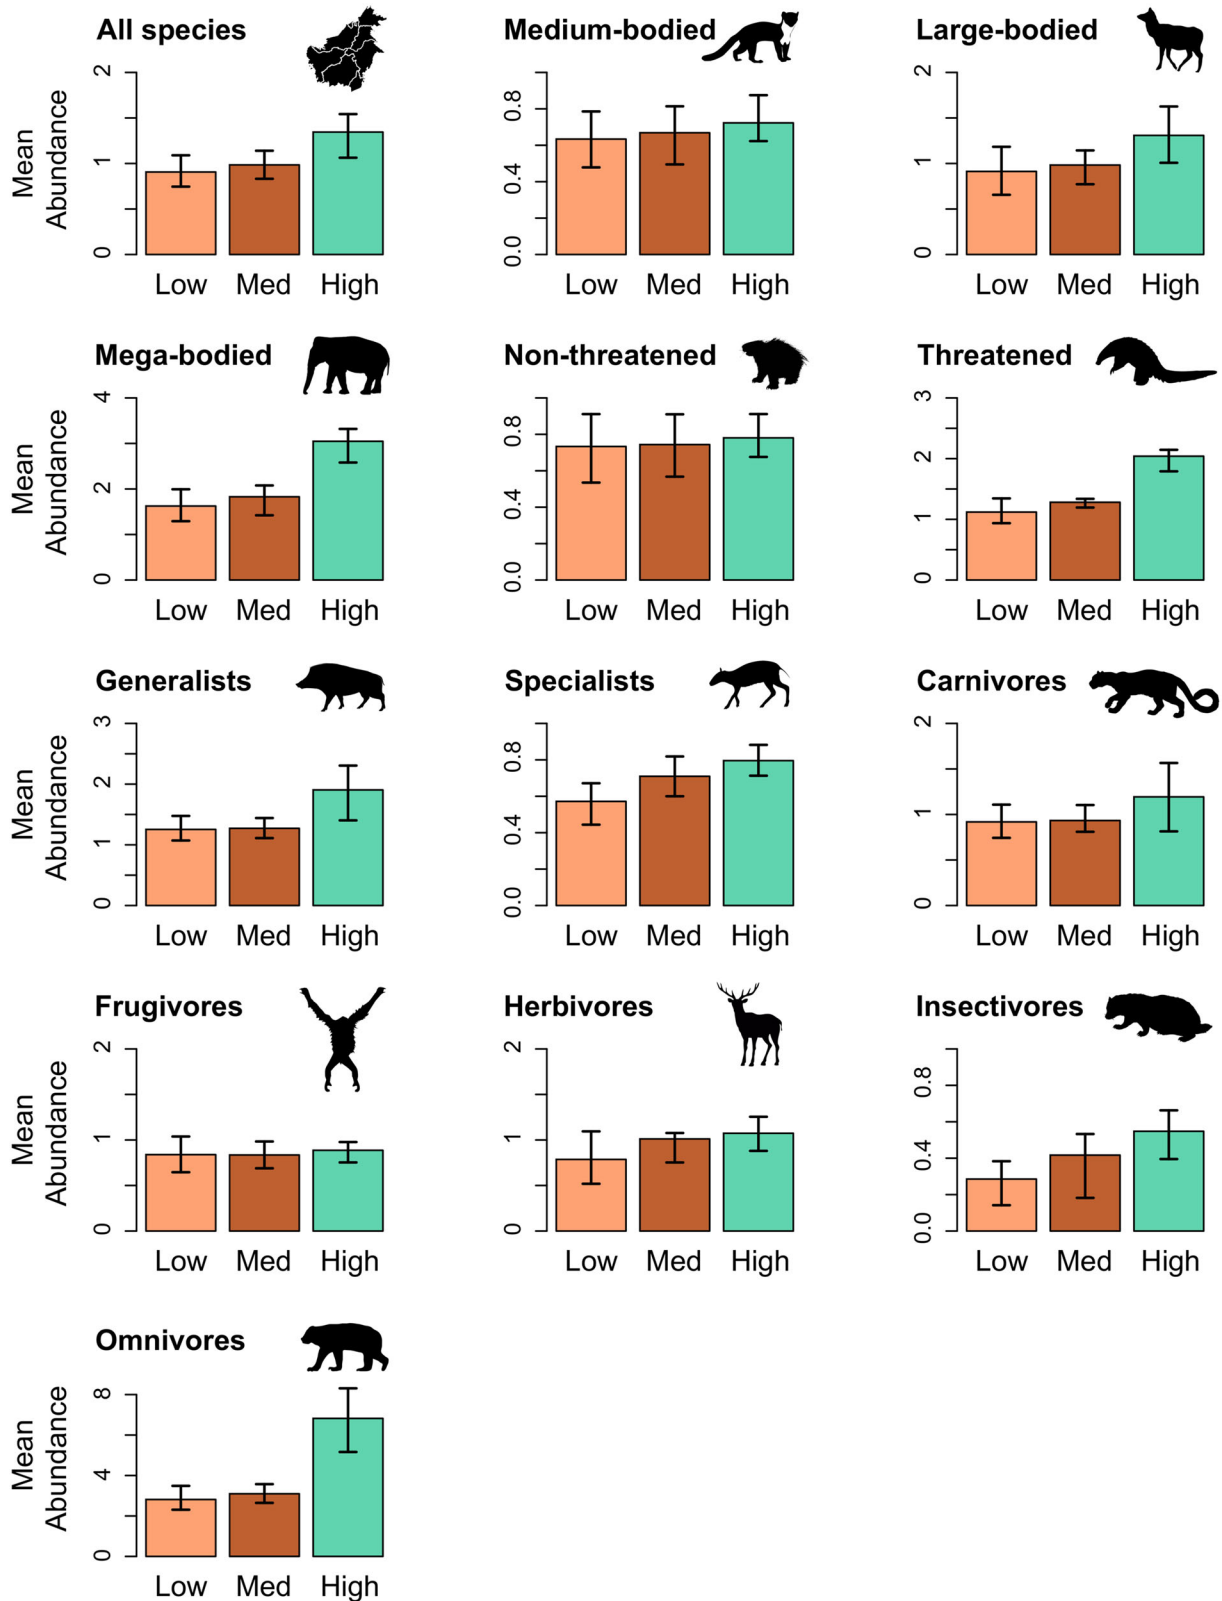 All species
Medium-bodied
Large-bodied
Mean
Abundance
2
1
0
0.8
0.4
0.0
2
1
0
Low Med High
Low Med High
Low Med High
Mega-bodied
Non-threatened
Threatened
Mean
Abundance
4
2
0
0.8
0.4
0.0
3
2
1
0
Low Med High
Low Med High
Low Med High
Generalists
Specialists
Carnivores
Mean
Abundance
3
2
1
0
0.8
0.4
0.0
2
1
0
Low Med High
Low Med High
Low Med High
Frugivores
Herbivores
Insectivores
Mean
Abundance
2
1
0
2
1
0
0.8
0.4
0.0
Low Med High
Low Med High
Low Med High
Omnivores
Mean
Abundance
8
4
0
Low Med High